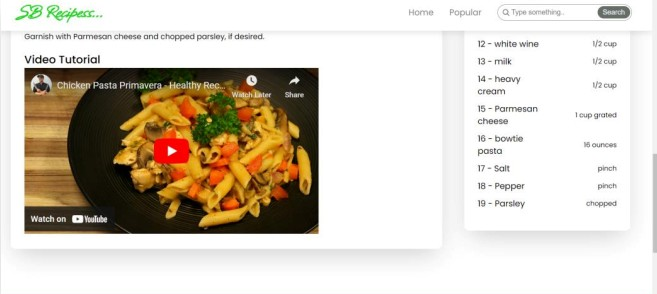 SB Recipess...
Home
Popular
Type something..
Search
Garnish with Parmesan cheese and chopped parsley, if desired.
Video Tutorial
Chicken Pasta Primavera - Healthy Rec...
Watch Later
Share
Watch on YouTube
12 - white wine 1/2 cup
13 - milk 1/2 cup
14 - heavy
cream 1/2 cup
15 - Parmesan
cheese 1 cup grated
16 - bowtie
pasta 16 ounces
17 - Salt pinch
18 - Pepper pinch
19 - Parsley chopped